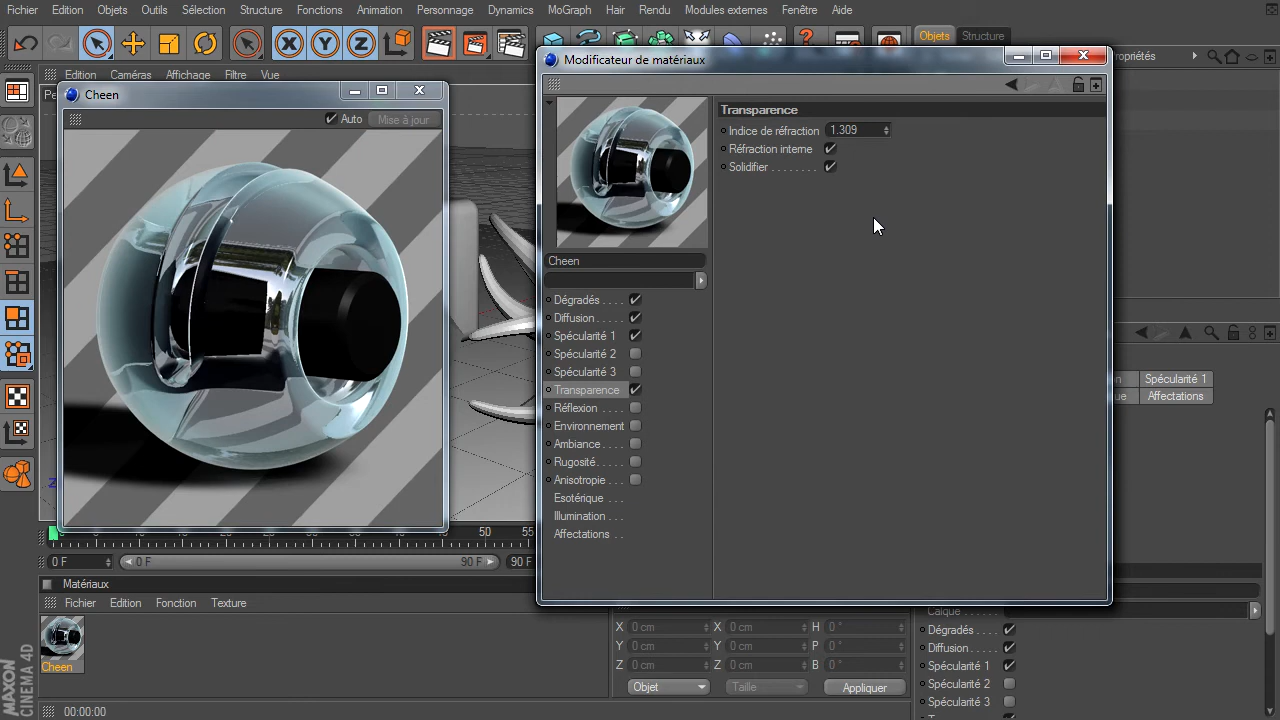 Fichier Edition Objets Outils Sélection Structure Fonctions Animation Personnage Dynamics MoGraph Hair Rendu Modules externes Fenêtre Aide
X Y Z
Objets Structure
Edition Caméras Affichage Filtre Vue
Cheen
Auto Mise à jour
Modificateur de matériaux
Transparence
Indice de réfraction 1.309
Réfraction interne
Solidifier . . . . . . . .
Cheen
Dégradés . . . .
Diffusion . . . . .
Spécularité 1
Spécularité 2
Spécularité 3
Transparence
Réflexion . . . .
Environnement
Ambiance . . . .
Rugosité . . . . .
Anisotropie . . .
Esotérique . . .
Illumination . . .
Affectations . .
Spécularité 1
Affectations
50 55
0 F 0 F 90 F 90 F
Matériaux
Fichier Edition Fonction Texture
Cheen
X 0 cm X 0 cm H 0 °
Y 0 cm Y 0 cm P 0 °
Z 0 cm Z 0 cm B 0 °
Objet Taille Appliquer
Calque
Dégradés . . . .
Diffusion . . . . .
Spécularité 1
Spécularité 2
Spécularité 3
MAXON
CINEMA 4D
00:00:00